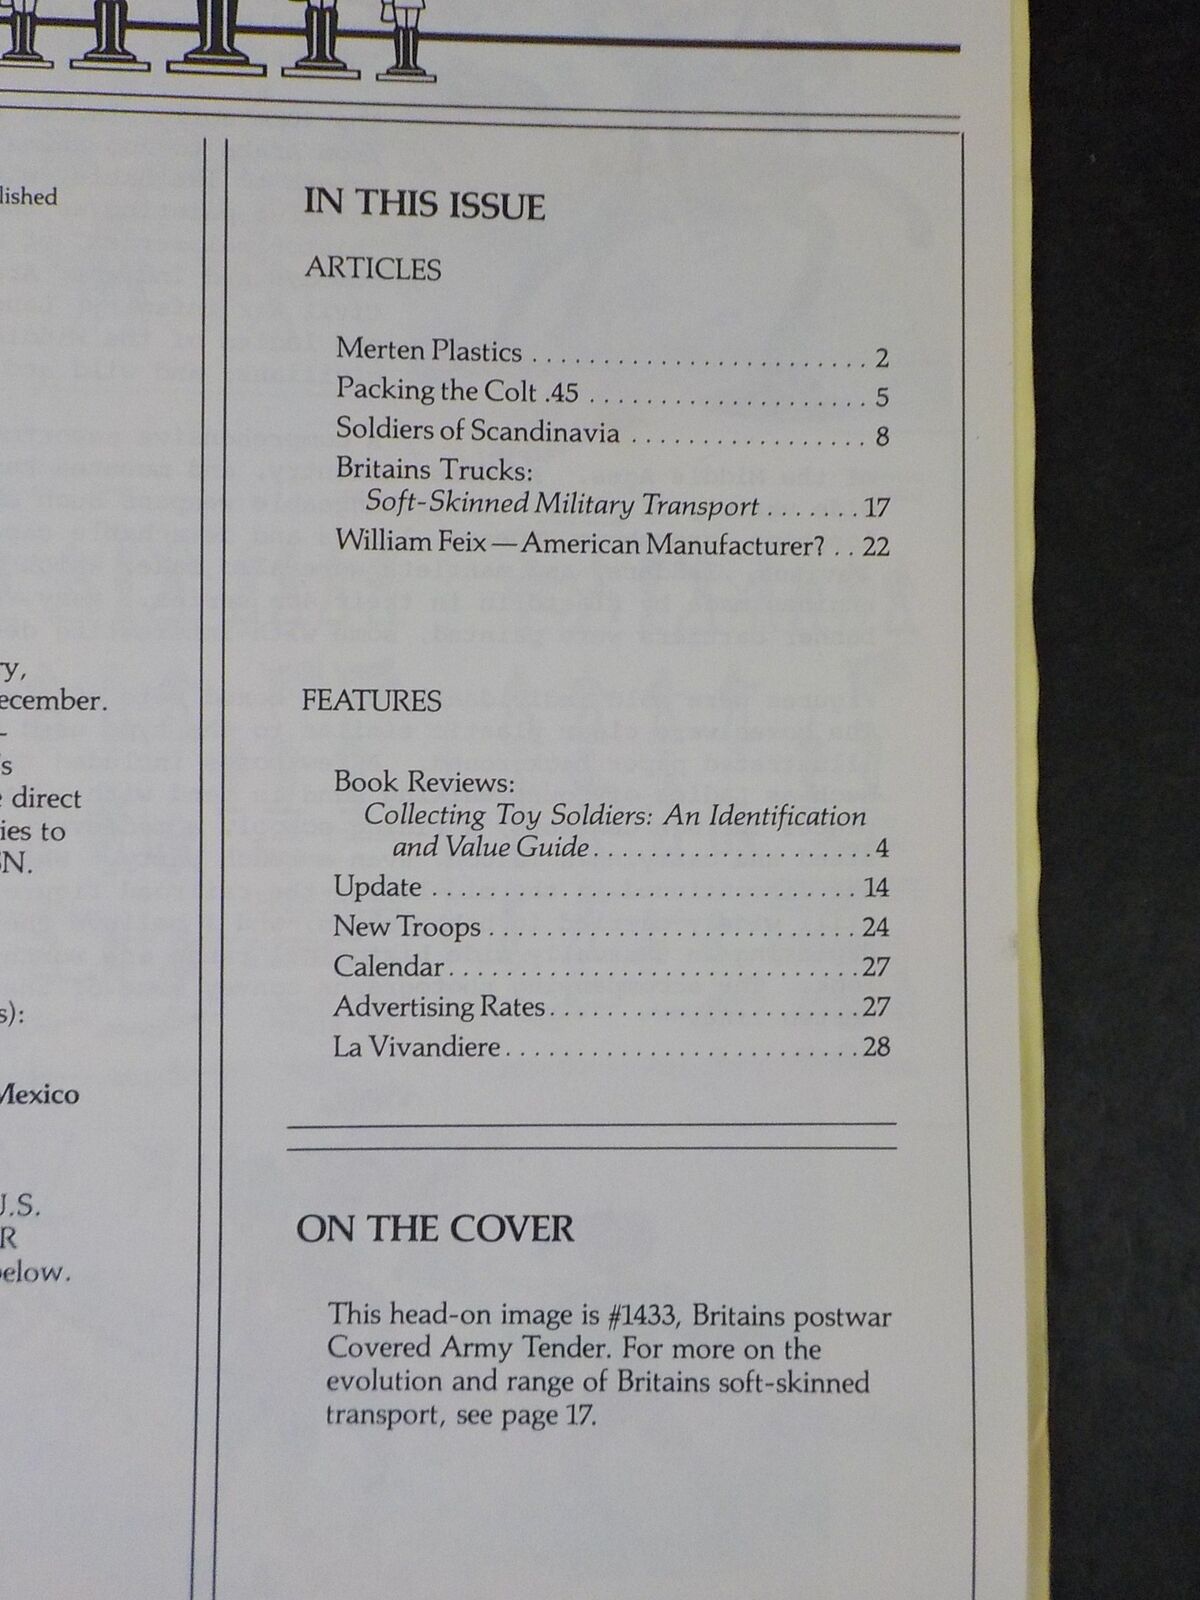 lished
ry,
ecember.
's
e direct
ies to
SN.
s):
Mexico
U.S.
R
below.
IN THIS ISSUE
ARTICLES
Merten Plastics . . . . . . . . . . . . . . . . . . . . . . . . 2
Packing the Colt .45 . . . . . . . . . . . . . . . . . . . . 5
Soldiers of Scandinavia . . . . . . . . . . . . . . . . . 8
Britains Trucks:
Soft-Skinned Military Transport . . . . . . . 17
William Feix—American Manufacturer? . . 22
FEATURES
Book Reviews:
Collecting Toy Soldiers: An Identification
and Value Guide. . . . . . . . . . . . . . . . . . . . 4
Update . . . . . . . . . . . . . . . . . . . . . . . . . . . . . . 14
New Troops . . . . . . . . . . . . . . . . . . . . . . . . . . 24
Calendar. . . . . . . . . . . . . . . . . . . . . . . . . . . . . 27
Advertising Rates. . . . . . . . . . . . . . . . . . . . . . 27
La Vivandiere. . . . . . . . . . . . . . . . . . . . . . . . . 28
ON THE COVER
This head-on image is #1433, Britains postwar
Covered Army Tender. For more on the
evolution and range of Britains soft-skinned
transport, see page 17.